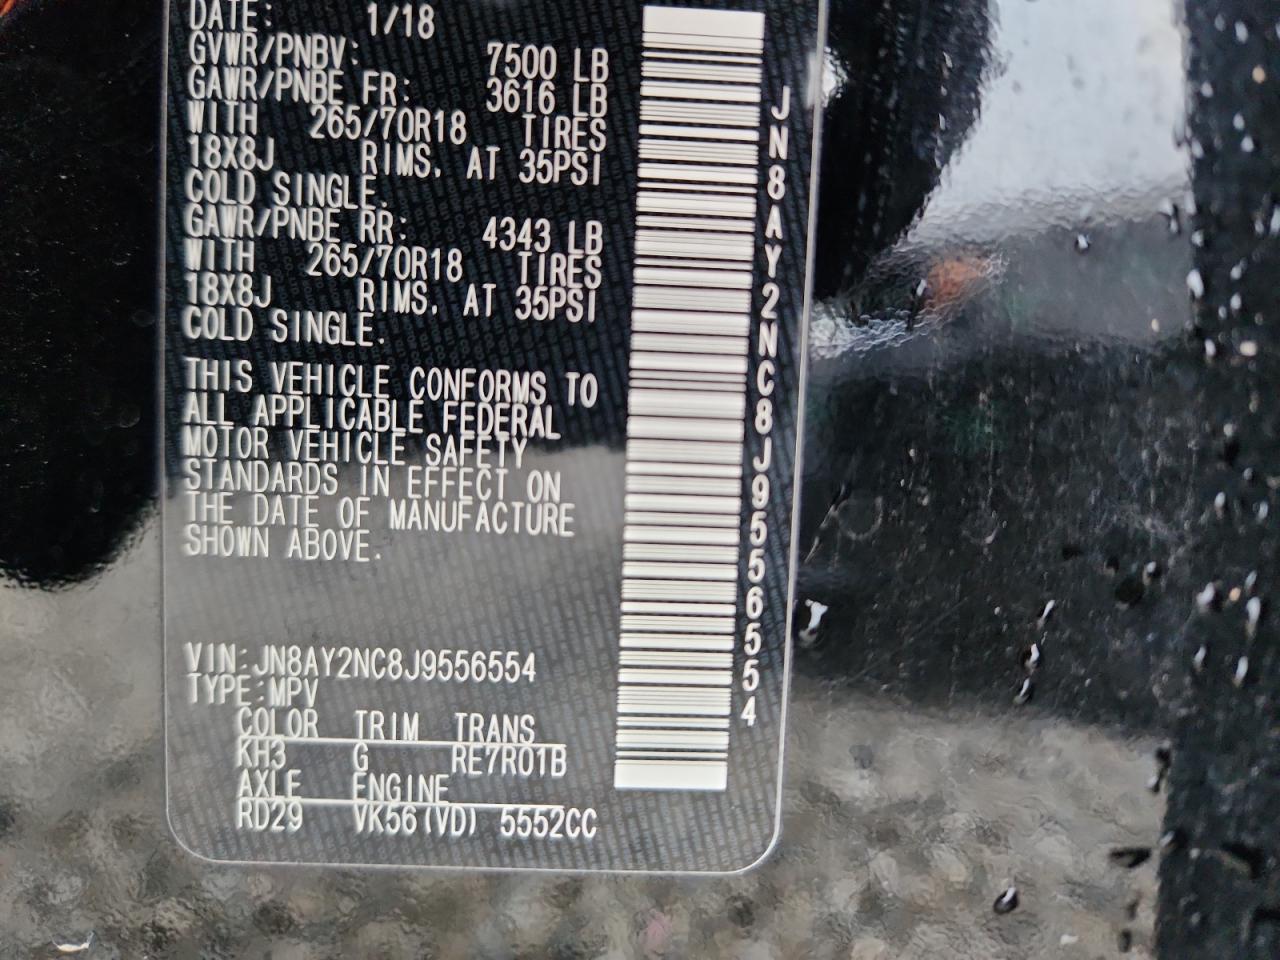 DATE: 1/18
GVWR/PNBV: 7500 LB
GAWR/PNBE FR: 3616 LB
WITH 265/70R18 TIRES
18X8J RIMS. AT 35PSI
COLD SINGLE.
GAWR/PNBE RR: 4343 LB
WITH 265/70R18 TIRES
18X8J RIMS. AT 35PSI
COLD SINGLE.
THIS VEHICLE CONFORMS TO
ALL APPLICABLE FEDERAL
MOTOR VEHICLE SAFETY
STANDARDS IN EFFECT ON
THE DATE OF MANUFACTURE
SHOWN ABOVE.
VIN:JN8AY2NC8J9556554
TYPE:MPV
COLOR TRIM TRANS
KH3 G RE7R01B
AXLE ENGINE
RD29 VK56(VD) 5552CC
JN8AY2NC8J9556554